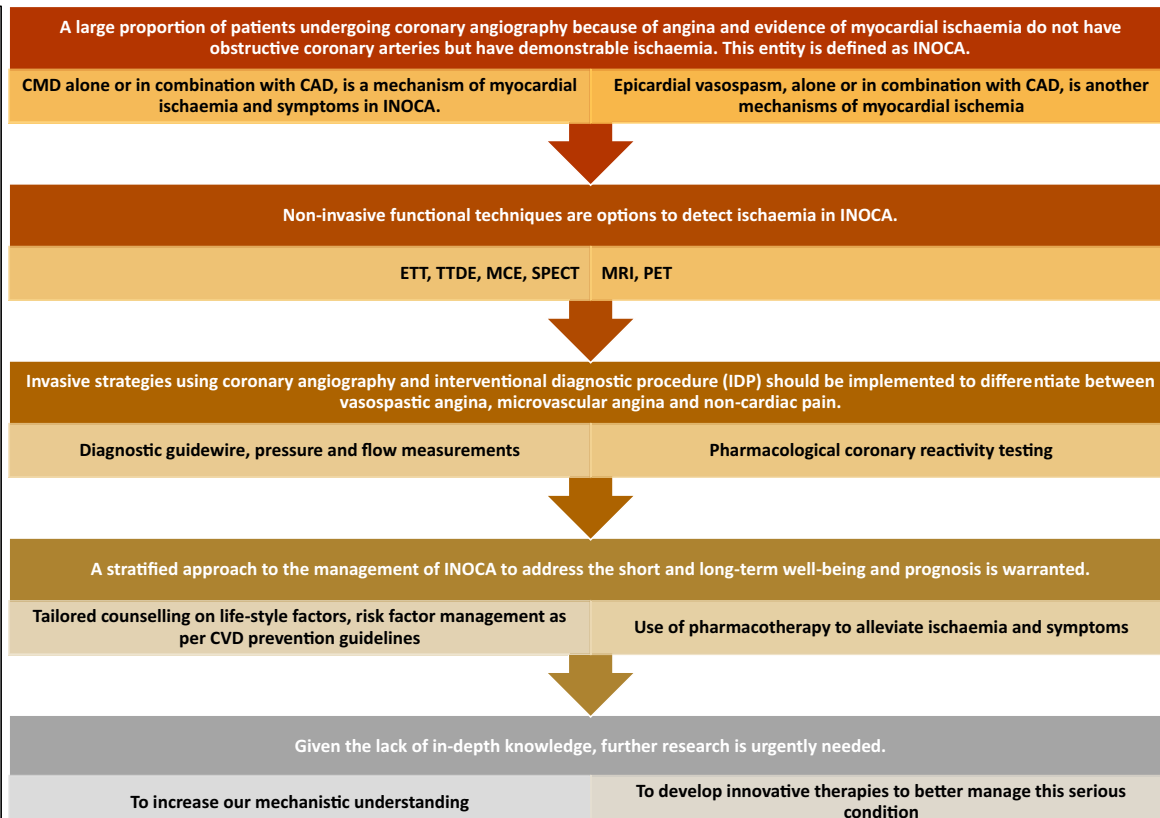 A large proportion of patients undergoing coronary angiography because of angina and evidence of myocardial ischaemia do not have
obstructive coronary arteries but have demonstrable ischaemia. This entity is defined as INOCA.
CMD alone or in combination with CAD, is a mechanism of myocardial
ischaemia and symptoms in INOCA.
Epicardial vasospasm, alone or in combination with CAD, is another
mechanisms of myocardial ischemia
Non-invasive functional techniques are options to detect ischaemia in INOCA.
ETT, TTDE, MCE, SPECT
MRI, PET
Invasive strategies using coronary angiography and interventional diagnostic procedure (IDP) should be implemented to differentiate between
vasospastic angina, microvascular angina and non-cardiac pain.
Diagnostic guidewire, pressure and flow measurements
Pharmacological coronary reactivity testing
A stratified approach to the management of INOCA to address the short and long-term well-being and prognosis is warranted.
Tailored counselling on life-style factors, risk factor management as
per CVD prevention guidelines
Use of pharmacotherapy to alleviate ischaemia and symptoms
Given the lack of in-depth knowledge, further research is urgently needed.
To increase our mechanistic understanding
To develop innovative therapies to better manage this serious
condition